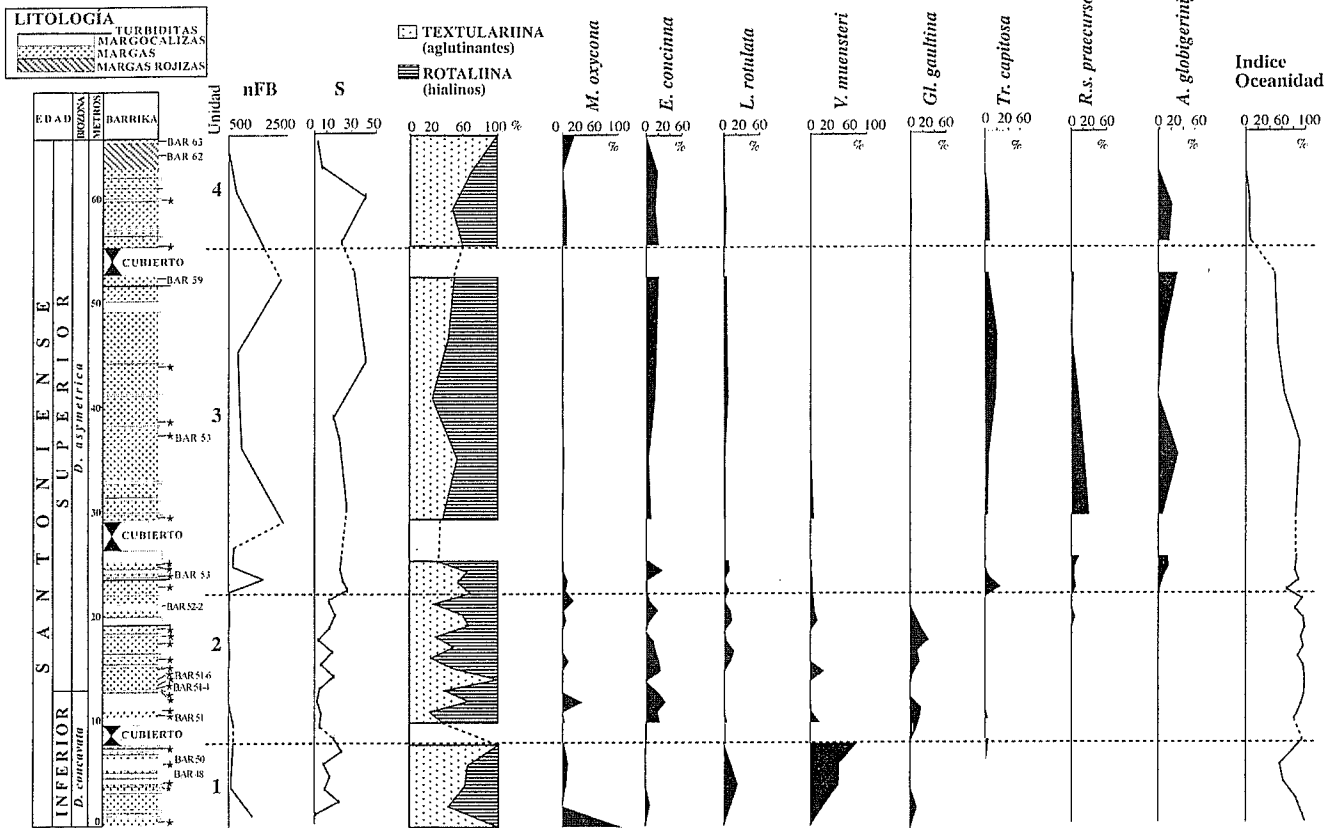 LITOLOGÍA
TURBIDITAS
MARGOCALIZAS
MARGAS
MARGAS ROJIZAS
TEXTULARIINA
(aglutinantes)
ROTALIINA
(hialinos)
M. oxycona
E. concinna
L. rotulata
V. muensteri
Gl. gaultina
Tr. capitosa
Indice
Oceanidad
EDAD
BIOZONA
METROS
BARRIKA
Unidad
nFB
S
500 2500
0 10 30 50
0 20 60 100 %
0 20 60 100
%
0 20 60
%
0 20 60
%
0 20 60 100
%
0 20 60
%
0 20 60
%
0 20 60
%
0 20 60
%
0 20 60 100
%
SANTONIENSE
SUPERIOR
INFERIOR
D. asymetrica
D. concavata
BAR 63
BAR 62
60
4
CUBIERTO
BAR 59
50
40
3
BAR 53
30
CUBIERTO
BAR 53
BAR 52-2
20
2
BAR 51-6
BAR 51-4
BAR 51
10
CUBIERTO
BAR 50
BAR 48
1
0